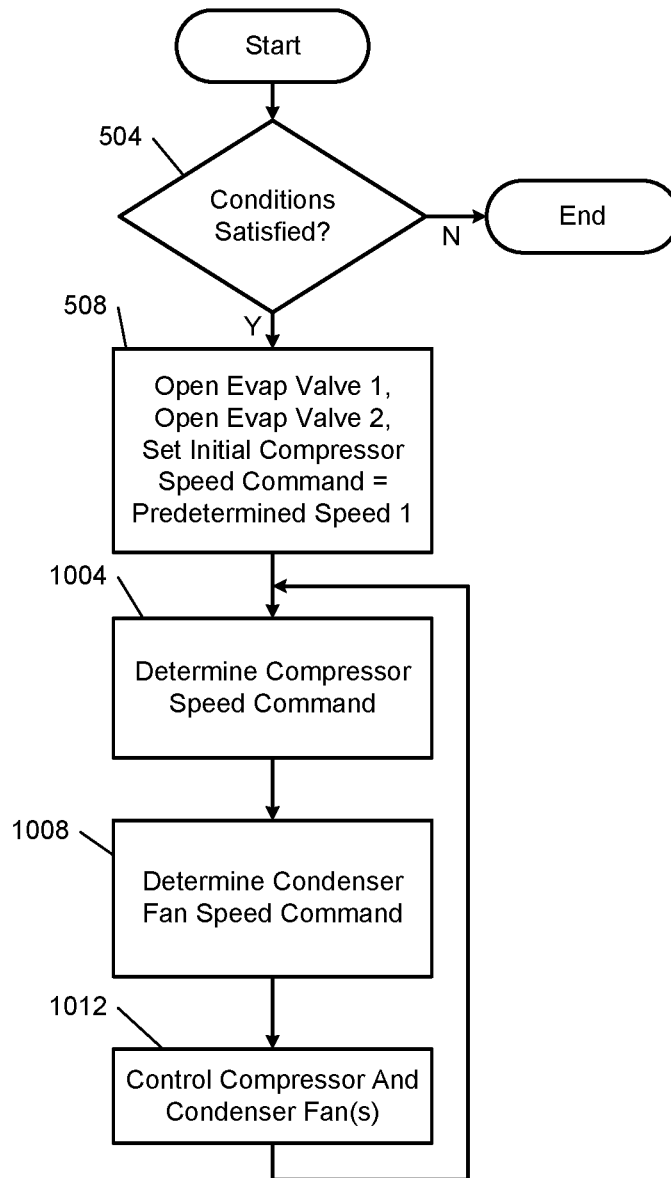 Start
504
Conditions
Satisfied?
N
End
Y
508
Open Evap Valve 1,
Open Evap Valve 2,
Set Initial Compressor
Speed Command =
Predetermined Speed 1
1004
Determine Compressor
Speed Command
1008
Determine Condenser
Fan Speed Command
1012
Control Compressor And
Condenser Fan(s)